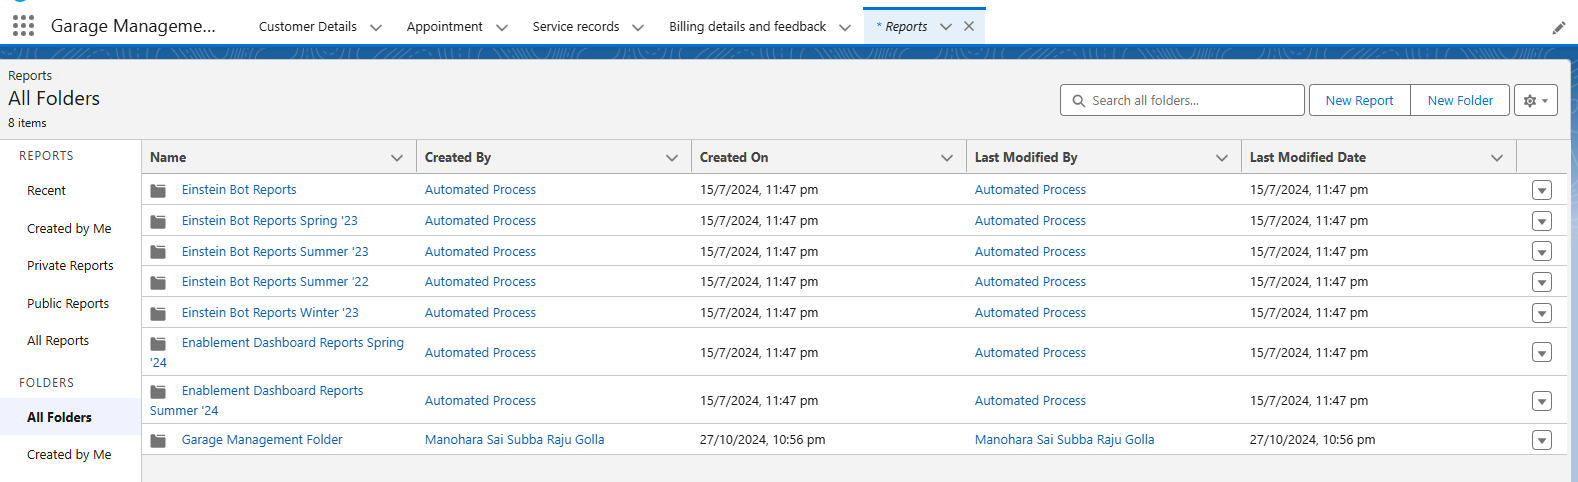 Garage Manageme... Customer Details Appointment Service records Billing details and feedback * Reports
Reports
All Folders
8 items
Search all folders...
New Report
New Folder
REPORTS
Recent
Created by Me
Private Reports
Public Reports
All Reports
FOLDERS
All Folders
Created by Me
Name Created By Created On Last Modified By Last Modified Date
Einstein Bot Reports Automated Process 15/7/2024, 11:47 pm Automated Process 15/7/2024, 11:47 pm
Einstein Bot Reports Spring '23 Automated Process 15/7/2024, 11:47 pm Automated Process 15/7/2024, 11:47 pm
Einstein Bot Reports Summer '23 Automated Process 15/7/2024, 11:47 pm Automated Process 15/7/2024, 11:47 pm
Einstein Bot Reports Summer '22 Automated Process 15/7/2024, 11:47 pm Automated Process 15/7/2024, 11:47 pm
Einstein Bot Reports Winter '23 Automated Process 15/7/2024, 11:47 pm Automated Process 15/7/2024, 11:47 pm
Enablement Dashboard Reports Spring
'24 Automated Process 15/7/2024, 11:47 pm Automated Process 15/7/2024, 11:47 pm
Enablement Dashboard Reports
Summer '24 Automated Process 15/7/2024, 11:47 pm Automated Process 15/7/2024, 11:47 pm
Garage Management Folder Manohara Sai Subba Raju Golla 27/10/2024, 10:56 pm Manohara Sai Subba Raju Golla 27/10/2024, 10:56 pm